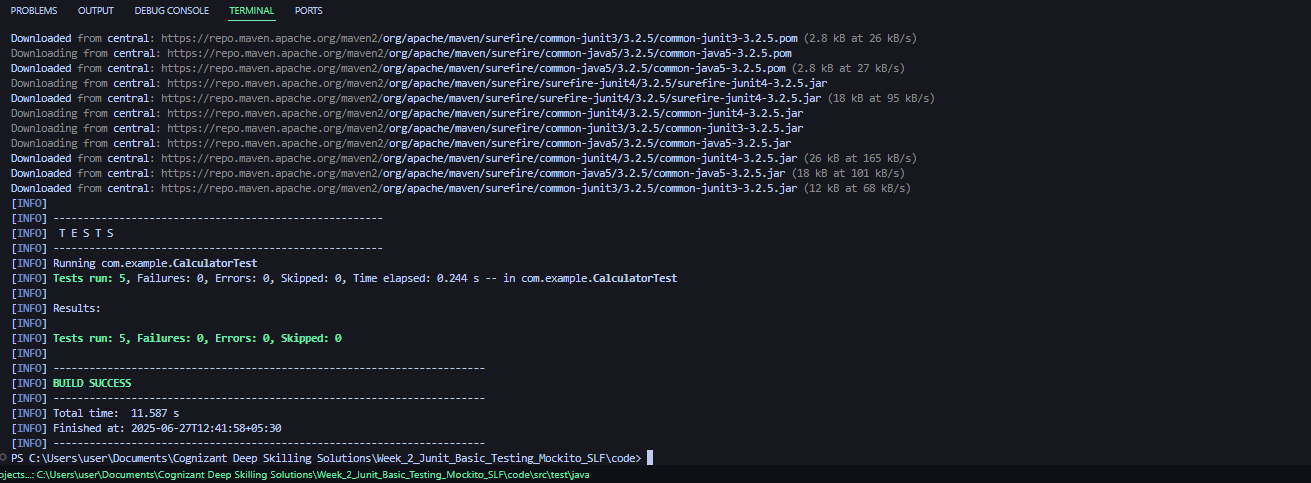 PROBLEMS OUTPUT DEBUG CONSOLE TERMINAL PORTS
Downloaded from central: https://repo.maven.apache.org/maven2/org/apache/maven/surefire/common-junit3/3.2.5/common-junit3-3.2.5.pom (2.8 kB at 26 kB/s)
Downloading from central: https://repo.maven.apache.org/maven2/org/apache/maven/surefire/common-java5/3.2.5/common-java5-3.2.5.pom
Downloaded from central: https://repo.maven.apache.org/maven2/org/apache/maven/surefire/common-java5/3.2.5/common-java5-3.2.5.pom (2.8 kB at 27 kB/s)
Downloading from central: https://repo.maven.apache.org/maven2/org/apache/maven/surefire/surefire-junit4/3.2.5/surefire-junit4-3.2.5.jar
Downloaded from central: https://repo.maven.apache.org/maven2/org/apache/maven/surefire/surefire-junit4/3.2.5/surefire-junit4-3.2.5.jar (18 kB at 95 kB/s)
Downloading from central: https://repo.maven.apache.org/maven2/org/apache/maven/surefire/common-junit4/3.2.5/common-junit4-3.2.5.jar
Downloading from central: https://repo.maven.apache.org/maven2/org/apache/maven/surefire/common-junit3/3.2.5/common-junit3-3.2.5.jar
Downloading from central: https://repo.maven.apache.org/maven2/org/apache/maven/surefire/common-java5/3.2.5/common-java5-3.2.5.jar
Downloaded from central: https://repo.maven.apache.org/maven2/org/apache/maven/surefire/common-junit4/3.2.5/common-junit4-3.2.5.jar (26 kB at 165 kB/s)
Downloaded from central: https://repo.maven.apache.org/maven2/org/apache/maven/surefire/common-java5/3.2.5/common-java5-3.2.5.jar (18 kB at 101 kB/s)
Downloaded from central: https://repo.maven.apache.org/maven2/org/apache/maven/surefire/common-junit3/3.2.5/common-junit3-3.2.5.jar (12 kB at 68 kB/s)
[INFO]
[INFO] -------------------------------------------------------
[INFO]  T E S T S
[INFO] -------------------------------------------------------
[INFO] Running com.example.CalculatorTest
[INFO] Tests run: 5, Failures: 0, Errors: 0, Skipped: 0, Time elapsed: 0.244 s -- in com.example.CalculatorTest
[INFO]
[INFO] Results:
[INFO]
[INFO] Tests run: 5, Failures: 0, Errors: 0, Skipped: 0
[INFO]
[INFO] ------------------------------------------------------------------------
[INFO] BUILD SUCCESS
[INFO] ------------------------------------------------------------------------
[INFO] Total time:  11.587 s
[INFO] Finished at: 2025-06-27T12:41:58+05:30
[INFO] ------------------------------------------------------------------------
PS C:\Users\user\Documents\Cognizant Deep Skilling Solutions\Week_2_Junit_Basic_Testing_Mockito_SLF\code>
ojects...: C:\Users\user\Documents\Cognizant Deep Skilling Solutions\Week_2_Junit_Basic_Testing_Mockito_SLF\code\src\test\java